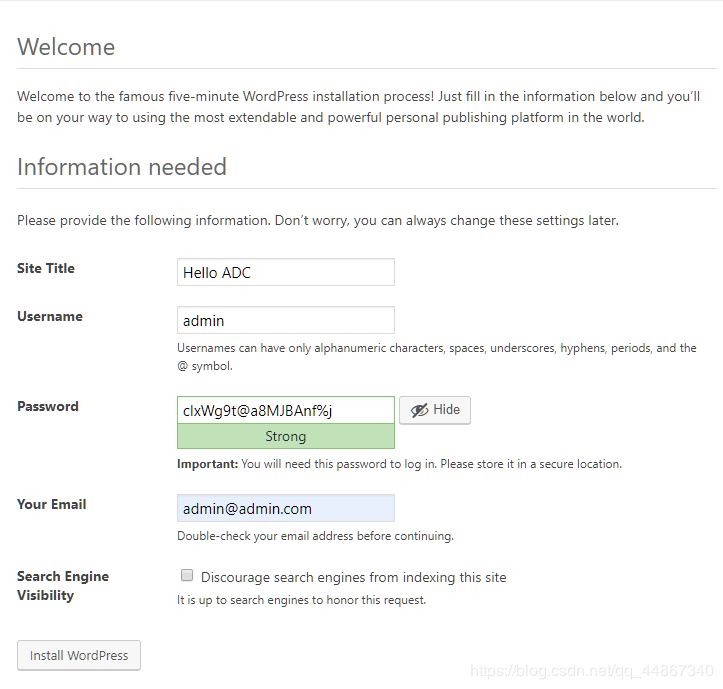 Welcome
Welcome to the famous five-minute WordPress installation process! Just fill in the information below and you'll
be on your way to using the most extendable and powerful personal publishing platform in the world.
Information needed
Please provide the following information. Don't worry, you can always change these settings later.
Site Title
Hello ADC
Username
admin
Usernames can have only alphanumeric characters, spaces, underscores, hyphens, periods, and the
@ symbol.
Password
clxWg9t@a8MJBAnf%j
Hide
Strong
Important: You will need this password to log in. Please store it in a secure location.
Your Email
admin@admin.com
Double-check your email address before continuing.
Search Engine
Visibility
Discourage search engines from indexing this site
It is up to search engines to honor this request.
Install WordPress
https://blog.csdn.net/qq_44867340